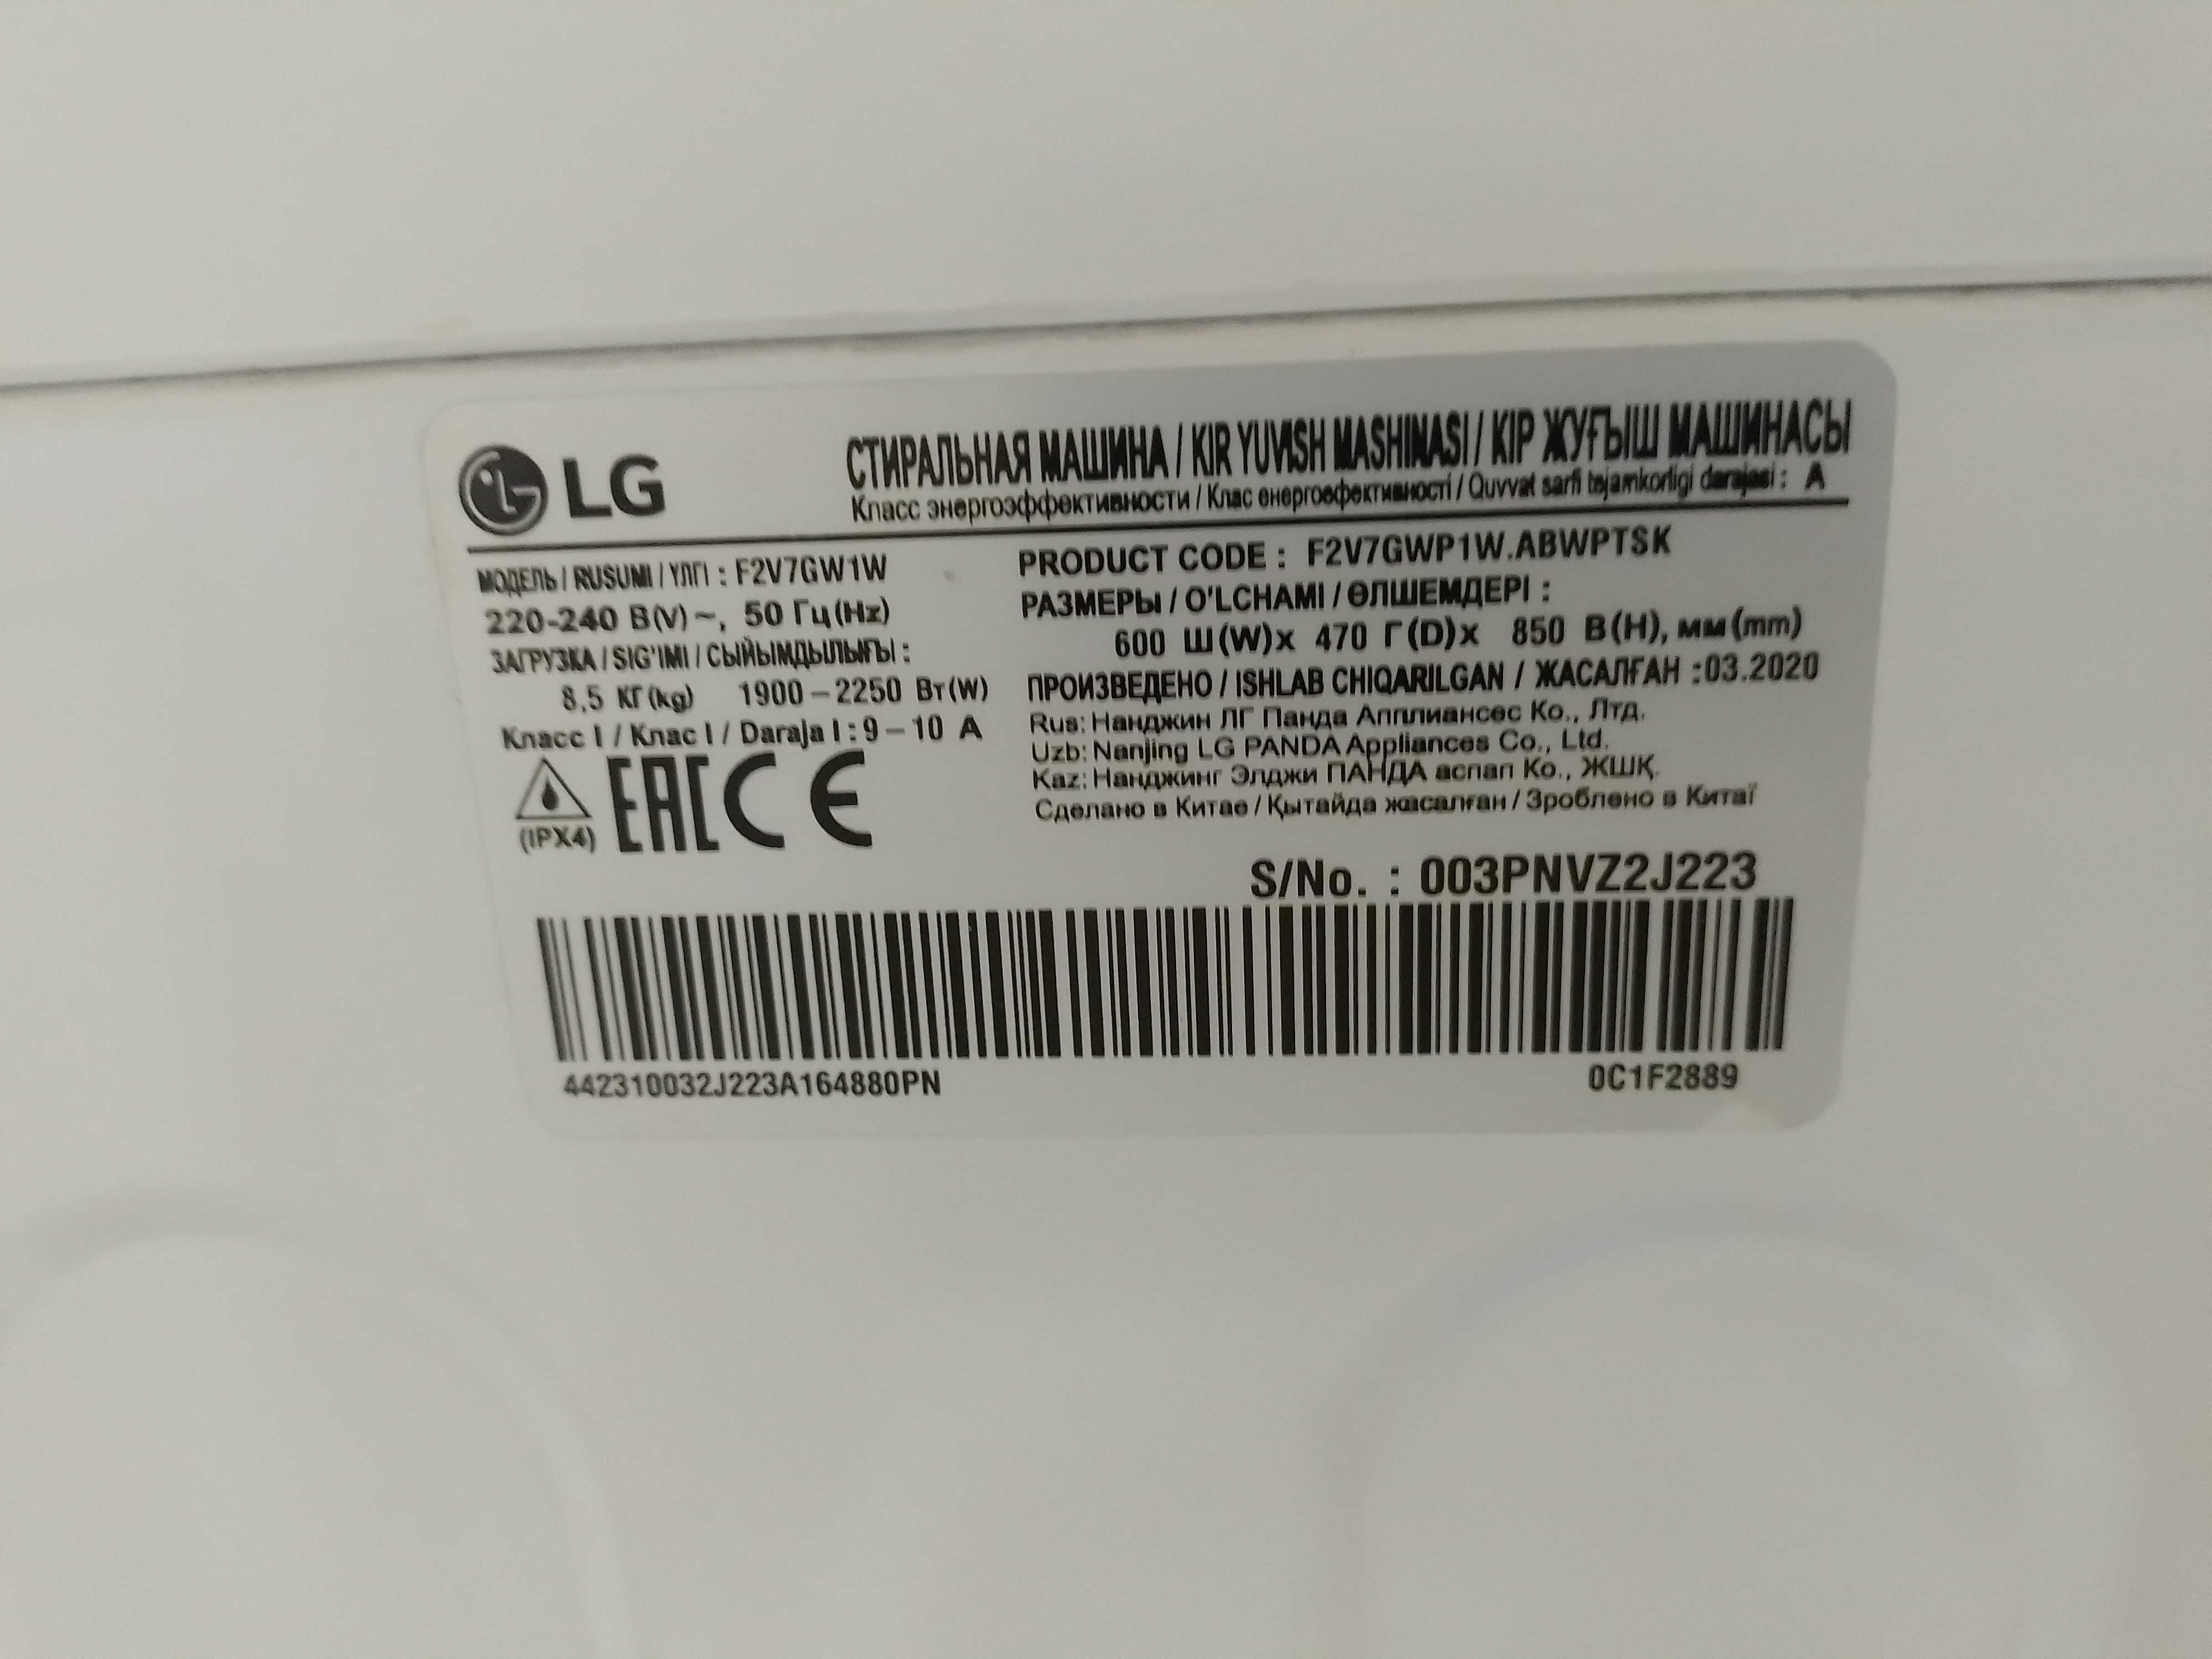 LG
СТИРАЛЬНАЯ МАШИНА / KIR YUVISH MASHINASI / КІР ЖУҒЫШ МАШИНАСЫ
Класс энергоэффективности / Клас енергоефективності / Quvvat sarfi tejamkorligi darajasi : A
МОДЕЛЬ / RUSUMI / ҮЛГІ : F2V7GW1W
220-240 В(V) ~, 50 Гц(Hz)
ЗАГРУЗКА / SIG'IMI / СЫЙЫМДЫЛЫҒЫ :
8,5 КГ(kg) 1900 – 2250 Вт(W)
Класс I / Клас I / Daraja I : 9 – 10 A
(IPX4)
EAC CE
PRODUCT CODE : F2V7GWP1W.ABWPTSK
РАЗМЕРЫ / O'LCHAMI / ӨЛШЕМДЕРІ :
600 Ш(W)x 470 Г(D)x 850 В(H), мм(mm)
ПРОИЗВЕДЕНО / ISHLAB CHIQARILGAN / ЖАСАЛҒАН :03.2020
Rus: Нанджин ЛГ Панда Апплиансес Ко., Лтд.
Uzb: Nanjing LG PANDA Appliances Co., Ltd.
Kaz: Нанджинг Элджи ПАНДА аспап Ко., ЖШҚ.
Сделано в Китае / Қытайда жасалған / Зроблено в Китаї
S/No. : 003PNVZ2J223
442310032J223A164880PN
0C1F2889